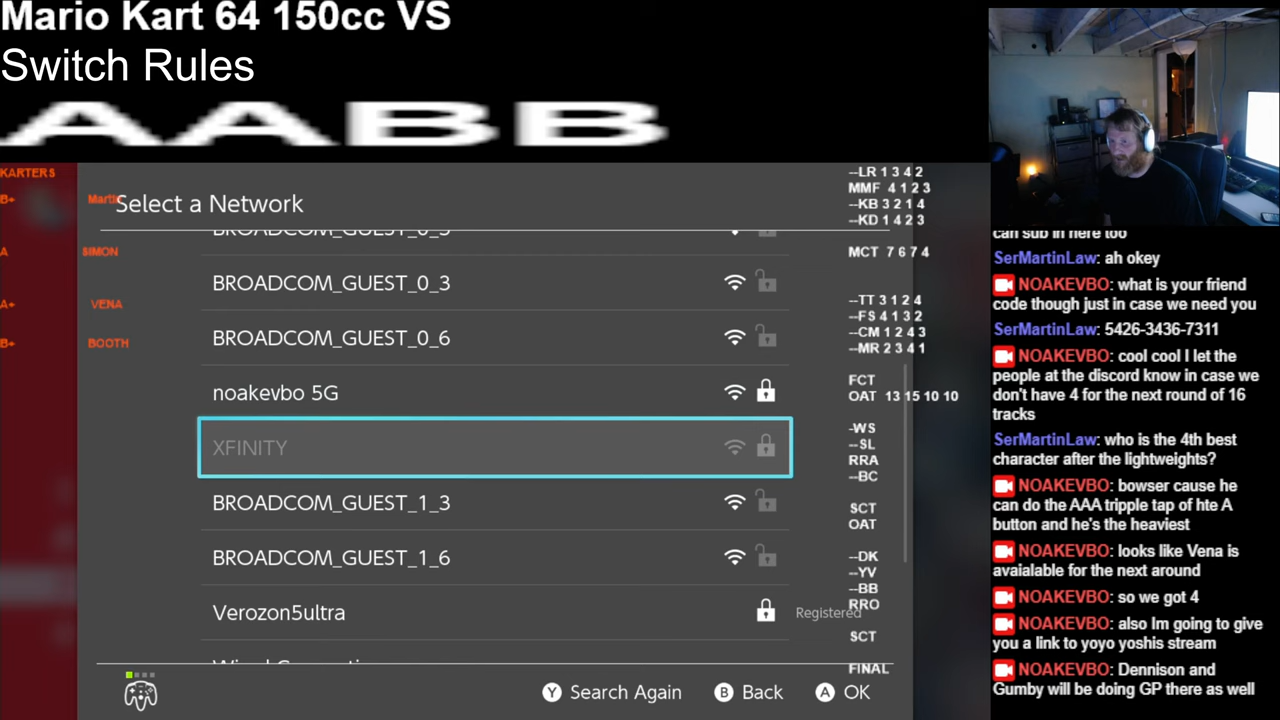 Mario Kart 64 150cc VS
Switch Rules
AABB
KARTERS
B+ Martin
A SIMON
A+ VENA
B+ BOOTH
Select a Network
BROADCOM_GUEST_0_3
BROADCOM_GUEST_0_6
noakevbo 5G
XFINITY
BROADCOM_GUEST_1_3
BROADCOM_GUEST_1_6
Verozon5ultra
Registered
Y Search Again
B Back
A OK
--LR 1 3 4 2
MMF 4 1 2 3
--KB 3 2 1 4
--KD 1 4 2 3
MCT 7 6 7 4
--TT 3 1 2 4
--FS 4 1 3 2
--CM 1 2 4 3
--MR 2 3 4 1
FCT
OAT 13 15 10 10
-WS
--SL
RRA
--BC
SCT
OAT
--DK
--YV
--BB
RRO
SCT
FINAL
can sub in here too
SerMartinLaw: ah okey
NOAKEVBO: what is your friend
code though just in case we need you
SerMartinLaw: 5426-3436-7311
NOAKEVBO: cool cool I let the
people at the discord know in case we
don't have 4 for the next round of 16
tracks
SerMartinLaw: who is the 4th best
character after the lightweights?
NOAKEVBO: bowser cause he
can do the AAA tripple tap of hte A
button and he's the heaviest
NOAKEVBO: looks like Vena is
avaialable for the next around
NOAKEVBO: so we got 4
NOAKEVBO: also Im going to give
you a link to yoyo yoshis stream
NOAKEVBO: Dennison and
Gumby will be doing GP there as well